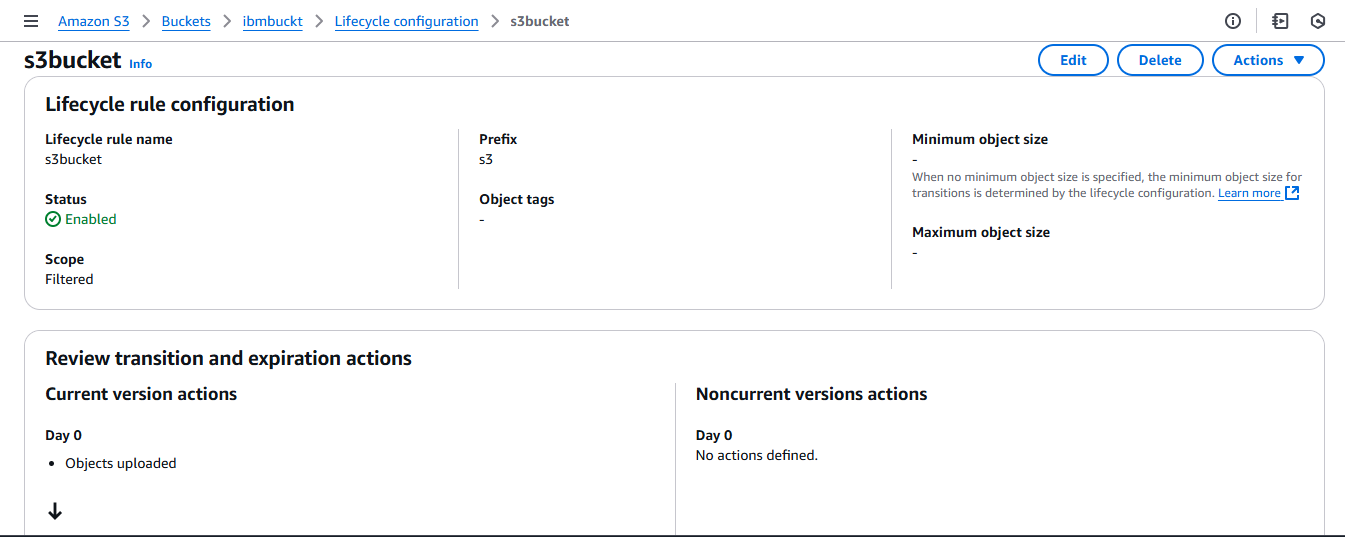 Amazon S3 > Buckets > ibmbuckt > Lifecycle configuration > s3bucket
s3bucket Info
Edit
Delete
Actions
Lifecycle rule configuration
Lifecycle rule name
s3bucket
Status
Enabled
Scope
Filtered
Prefix
s3
Object tags
-
Minimum object size
-
When no minimum object size is specified, the minimum object size for
transitions is determined by the lifecycle configuration. Learn more
Maximum object size
-
Review transition and expiration actions
Current version actions
Day 0
Objects uploaded
Noncurrent versions actions
Day 0
No actions defined.